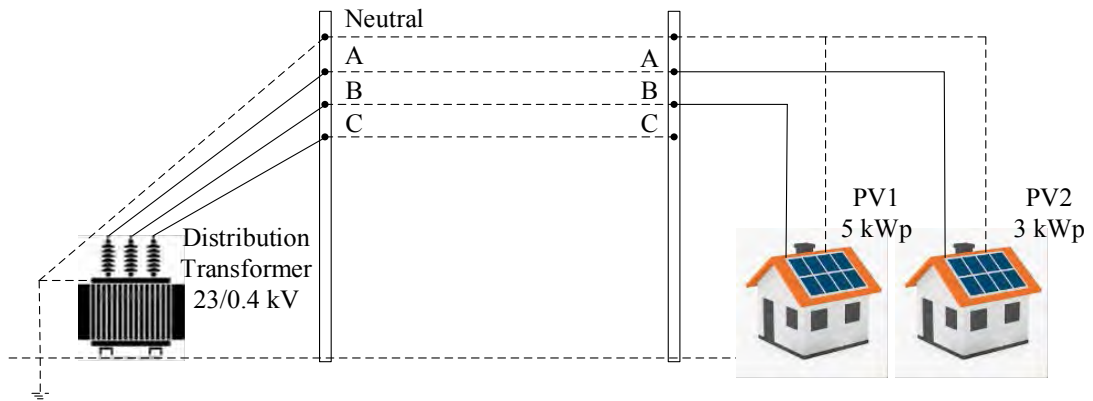 Neutral
A
B
C
A
B
C
Distribution
Transformer
23/0.4 kV
PV1
5 kWp
PV2
3 kWp